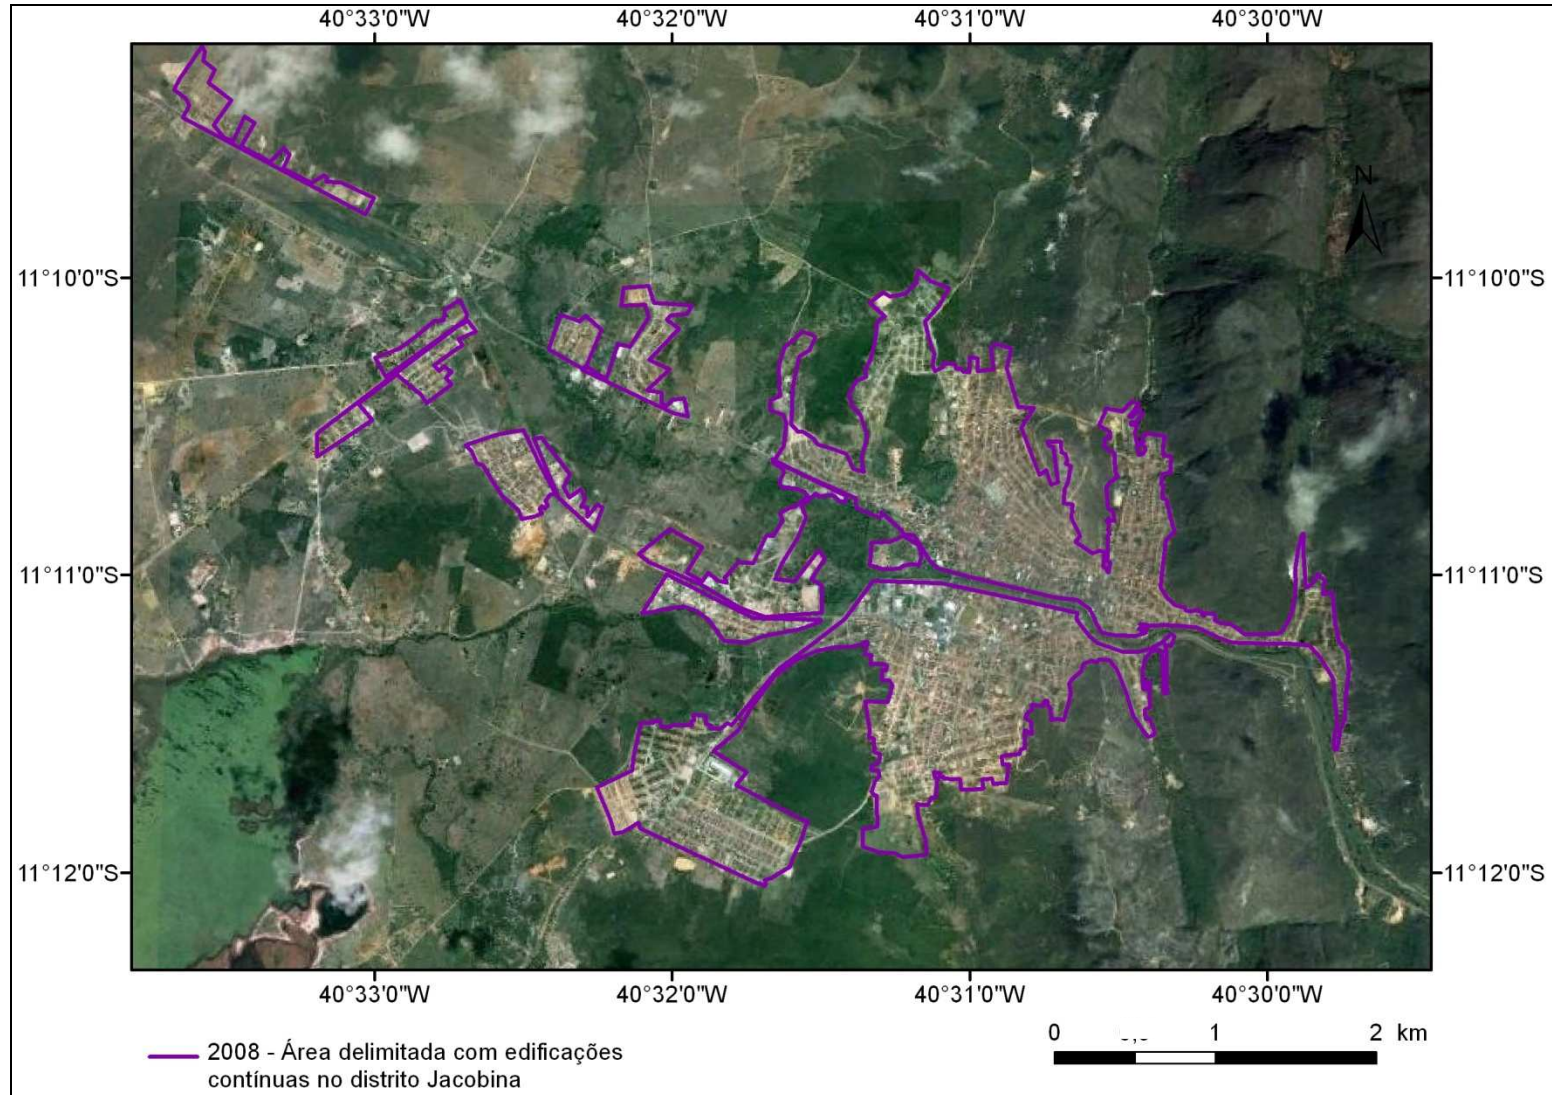 40°33'0"W 40°32'0"W 40°31'0"W 40°30'0"W
N
11°10'0"S 11°10'0"S
11°11'0"S 11°11'0"S
11°12'0"S 11°12'0"S
40°33'0"W 40°32'0"W 40°31'0"W 40°30'0"W
0 1 2 km
2008 - Área delimitada com edificações
contínuas no distrito Jacobina